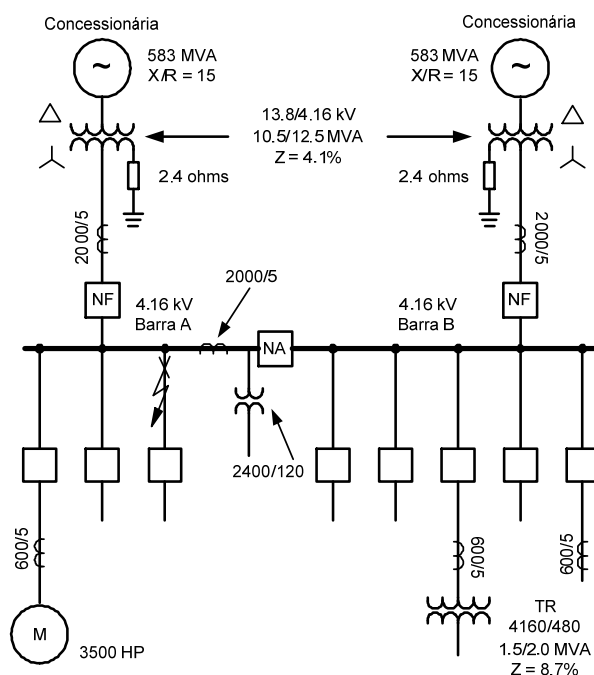 Concessionária
Concessionária
583 MVA
X/R = 15
583 MVA
X/R = 15
~
~
13.8/4.16 kV
10.5/12.5 MVA
Z = 4.1%
2.4 ohms
2.4 ohms
2000/5
2000/5
2000/5
NF
4.16 kV
Barra A
NA
4.16 kV
Barra B
NF
2400/120
600/5
600/5
600/5
M
3500 HP
TR
4160/480
1.5/2.0 MVA
Z = 8.7%